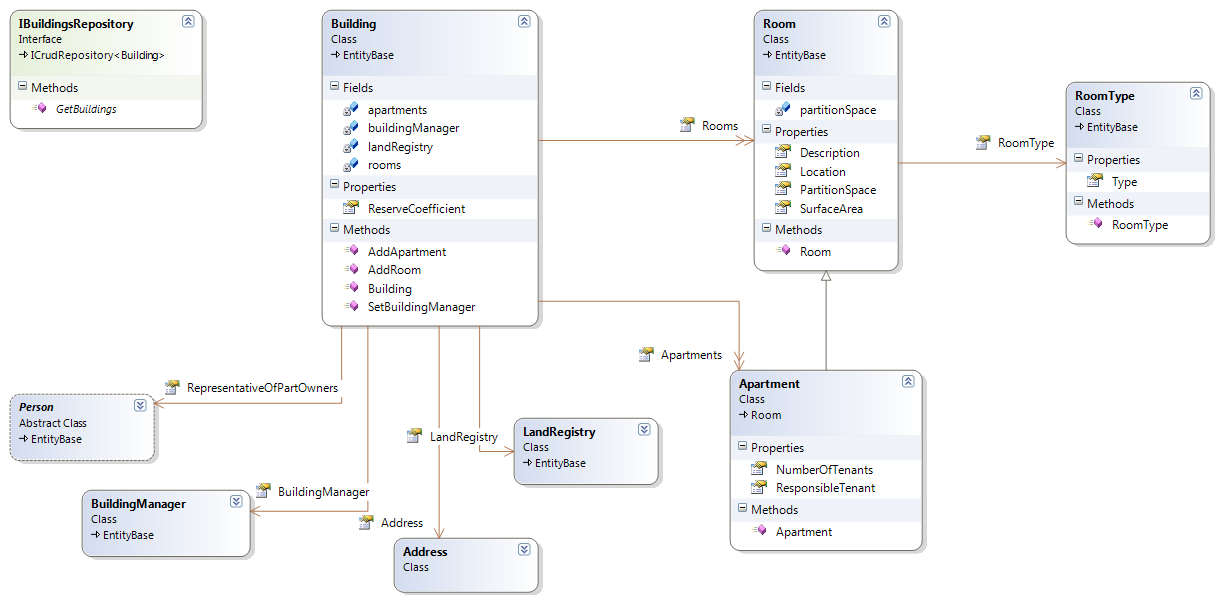 IBuildingsRepository
Interface
ICrudRepository<Building>
Methods
GetBuildings
Building
Class
EntityBase
Fields
apartments
buildingManager
landRegistry
rooms
Properties
ReserveCoefficient
Methods
AddApartment
AddRoom
Building
SetBuildingManager
Rooms
Room
Class
EntityBase
Fields
partitionSpace
Properties
Description
Location
PartitionSpace
SurfaceArea
Methods
Room
RoomType
RoomType
Class
EntityBase
Properties
Type
Methods
RoomType
Apartments
RepresentativeOfPartOwners
Person
Abstract Class
EntityBase
LandRegistry
LandRegistry
Class
EntityBase
Apartment
Class
Room
Properties
NumberOfTenants
ResponsibleTenant
Methods
Apartment
BuildingManager
BuildingManager
Class
EntityBase
Address
Address
Class